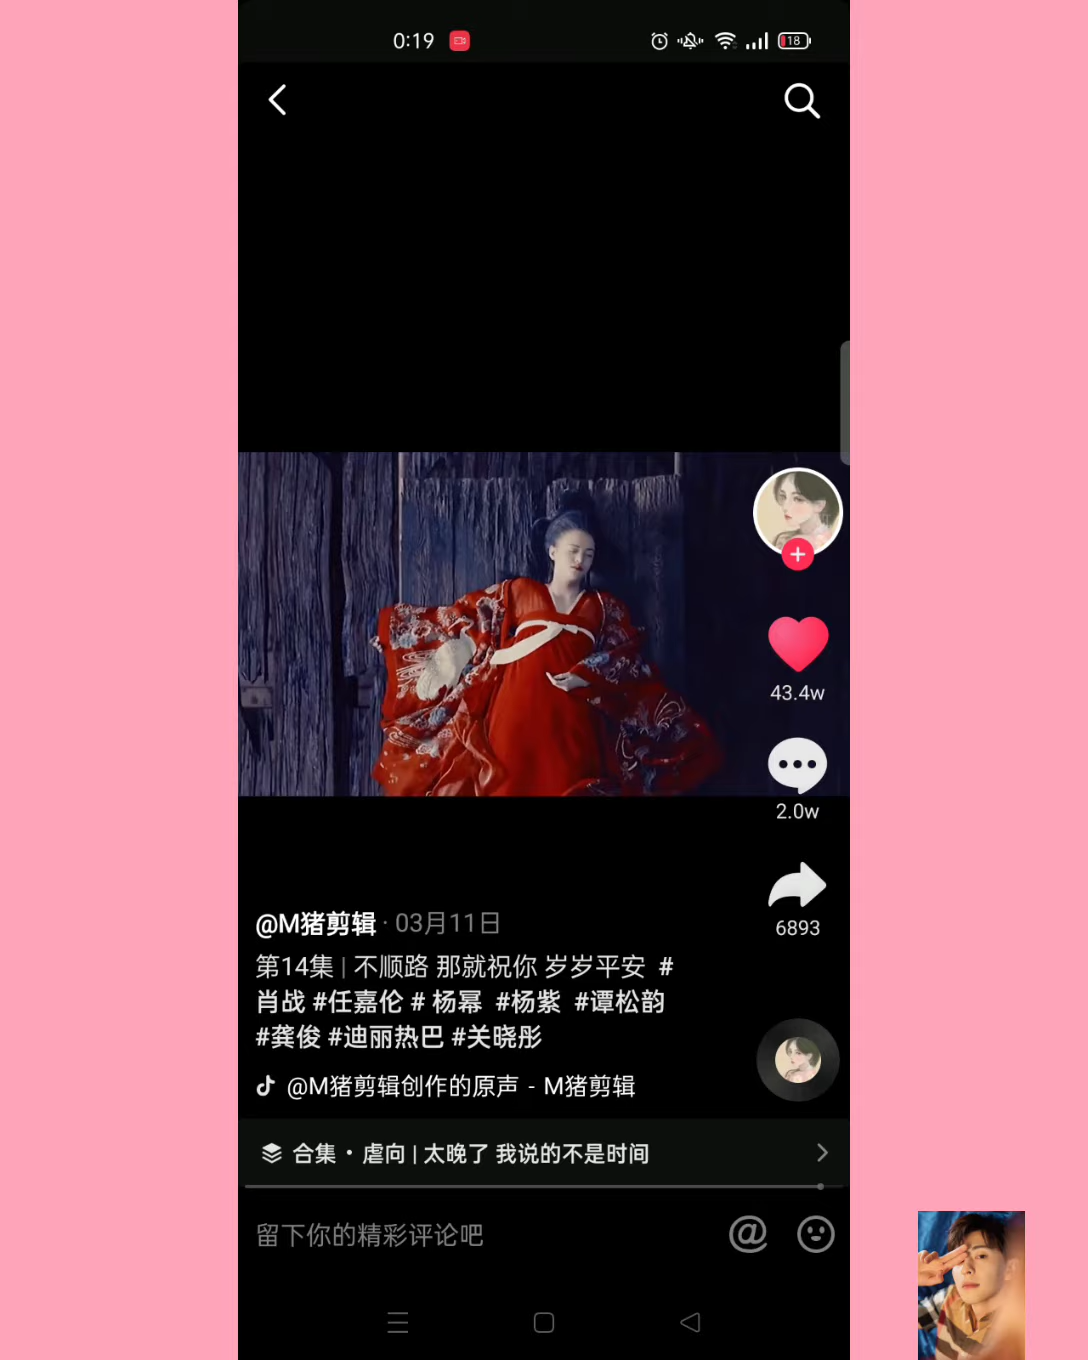 0:19
18
43.4w
2.0w
6893
@M猪剪辑 · 03月11日
第14集 | 不顺路 那就祝你 岁岁平安 #
肖战 #任嘉伦 # 杨幂 #杨紫 #谭松韵
#龚俊 #迪丽热巴 #关晓彤
@M猪剪辑创作的原声 - M猪剪辑
合集 · 虐向 | 太晚了 我说的不是时间
留下你的精彩评论吧